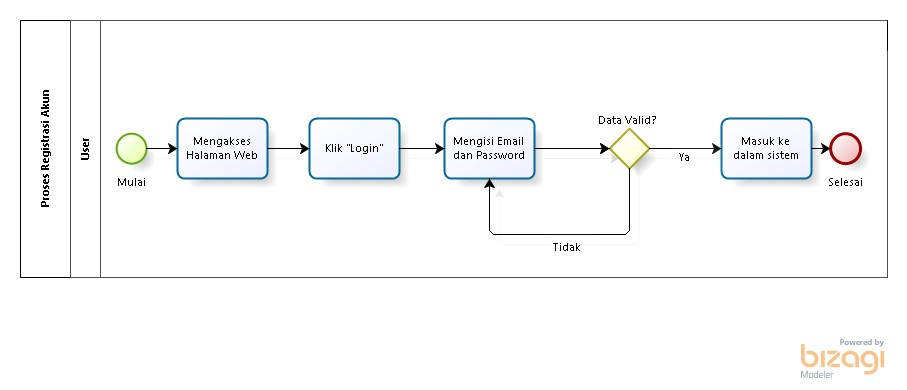 Proses Registrasi Akun
User
Mulai
Mengakses
Halaman Web
Klik "Login"
Mengisi Email
dan Password
Data Valid?
Ya
Tidak
Masuk ke
dalam sistem
Selesai
Powered by
bizagi
Modeler